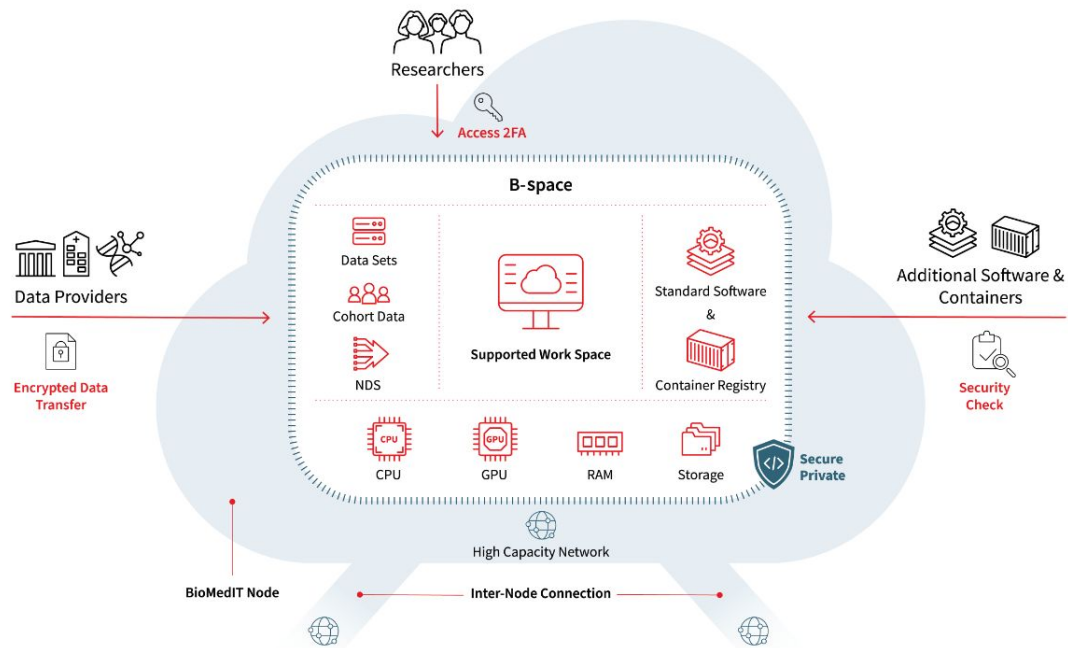 Researchers
Access 2FA
B-space
Data Providers
Encrypted Data
Transfer
Data Sets
Cohort Data
NDS
Supported Work Space
Standard Software
&
Container Registry
Additional Software &
Containers
Security
Check
CPU
CPU
GPU
GPU
RAM
Storage
</>
Secure
Private
High Capacity Network
BioMedIT Node
Inter-Node Connection